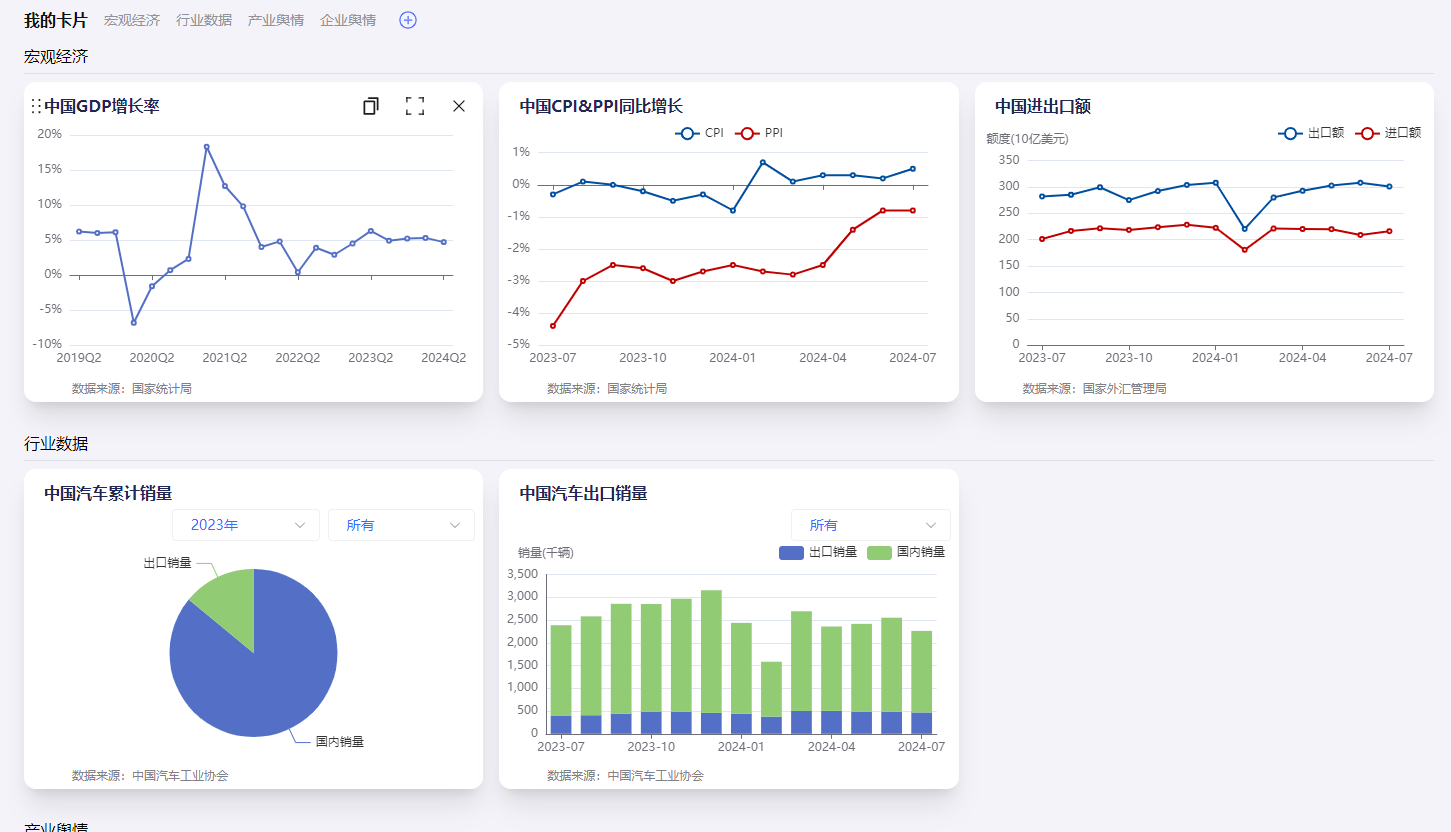 我的卡片 宏观经济 行业数据 产业舆情 企业舆情
宏观经济
中国GDP增长率
20%
15%
10%
5%
0%
-5%
-10%
2019Q2 2020Q2 2021Q2 2022Q2 2023Q2 2024Q2
数据来源：国家统计局
中国CPI&PPI同比增长
CPI PPI
1%
0%
-1%
-2%
-3%
-4%
-5%
2023-07 2023-10 2024-01 2024-04 2024-07
数据来源：国家统计局
中国进出口额
额度(10亿美元) 出口额 进口额
350
300
250
200
150
100
50
0
2023-07 2023-10 2024-01 2024-04 2024-07
数据来源：国家外汇管理局
行业数据
中国汽车累计销量
2023年 所有
出口销量
国内销量
数据来源：中国汽车工业协会
中国汽车出口销量
所有
销量(千辆) 出口销量 国内销量
3,500
3,000
2,500
2,000
1,500
1,000
500
0
2023-07 2023-10 2024-01 2024-04 2024-07
数据来源：中国汽车工业协会
产业舆情